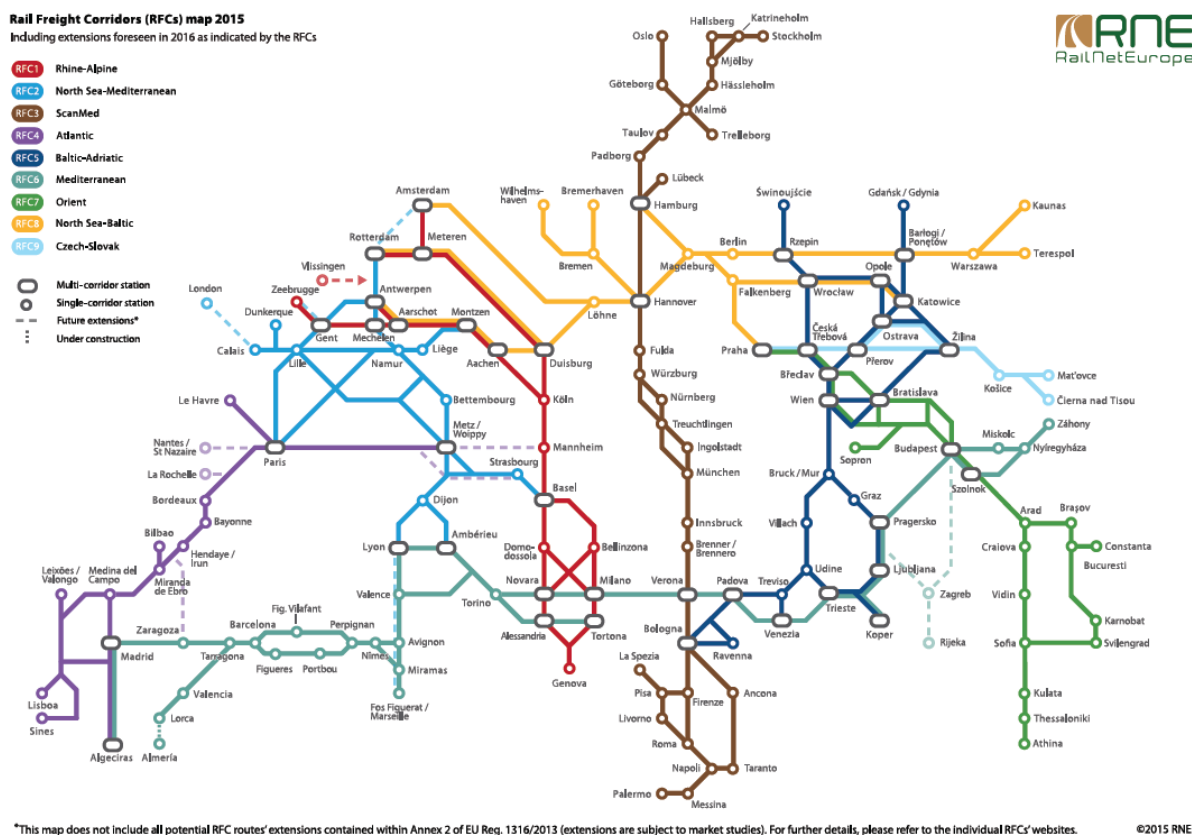 Rail Freight Corridors (RFCs) map 2015
Including extensions foreseen in 2016 as indicated by the RFCs
RNE
RailNetEurope
RFC1 Rhine-Alpine
RFC2 North Sea-Mediterranean
RFC3 ScanMed
RFC4 Atlantic
RFC5 Baltic-Adriatic
RFC6 Mediterranean
RFC7 Orient
RFC8 North Sea-Baltic
RFC9 Czech-Slovak
Multi-corridor station
Single-corridor station
Future extensions*
Under construction
Oslo
Hallsberg
Katrineholm
Stockholm
Mjölby
Göteborg
Hässleholm
Malmö
Taulov
Trelleborg
Padborg
Lübeck
Hamburg
Amsterdam
Wilhelms-
haven
Bremerhaven
Świnoujście
Gdańsk / Gdynia
Kaunas
Rotterdam
Meteren
Bremen
Magdeburg
Berlin
Rzepin
Barłogi /
Ponętów
Warszawa
Terespol
Vlissingen
London
Zeebrugge
Antwerpen
Dunkerque
Aarschot
Montzen
Löhne
Hannover
Falkenberg
Wrocław
Opole
Katowice
Calais
Gent
Mechelen
Lille
Namur
Liège
Aachen
Duisburg
Fulda
Praha
Česká
Třebová
Ostrava
Přerov
Žilina
Würzburg
Břeclav
Košice
Mat'ovce
Čierna nad Tisou
Le Havre
Bettembourg
Köln
Nürnberg
Wien
Bratislava
Treuchtlingen
Nantes /
St Nazaire
Paris
Metz /
Woippy
Mannheim
Ingolstadt
Sopron
Budapest
Miskolc
Záhony
Nyíregyháza
La Rochelle
Strasbourg
München
Bruck / Mur
Szolnok
Bordeaux
Basel
Dijon
Graz
Bayonne
Innsbruck
Villach
Pragersko
Arad
Braşov
Bilbao
Hendaye /
Irun
Lyon
Ambérieu
Domo-
dossola
Bellinzona
Brenner /
Brennero
Craiova
Constanta
Bucuresti
Leixões /
Valongo
Medina del
Campo
Miranda
de Ebro
Valence
Torino
Novara
Milano
Verona
Padova
Treviso
Udine
Ljubljana
Zagreb
Vidin
Zaragoza
Barcelona
Fig. Vilafant
Perpignan
Avignon
Alessandria
Tortona
Bologna
Venezia
Trieste
Koper
Rijeka
Karnobat
Madrid
Tarragona
Figueres
Portbou
Nîmes
Miramas
Genova
Ravenna
Sofia
Svilengrad
La Spezia
Lisboa
Valencia
Fos Figuerat /
Marseille
Pisa
Firenze
Ancona
Kulata
Sines
Lorca
Livorno
Thessaloniki
Algeciras
Almería
Roma
Athina
Napoli
Taranto
Palermo
Messina
*This map does not include all potential RFC routes' extensions contained within Annex 2 of EU Reg. 1316/2013 (extensions are subject to market studies). For further details, please refer to the individual RFCs' websites.
©2015 RNE